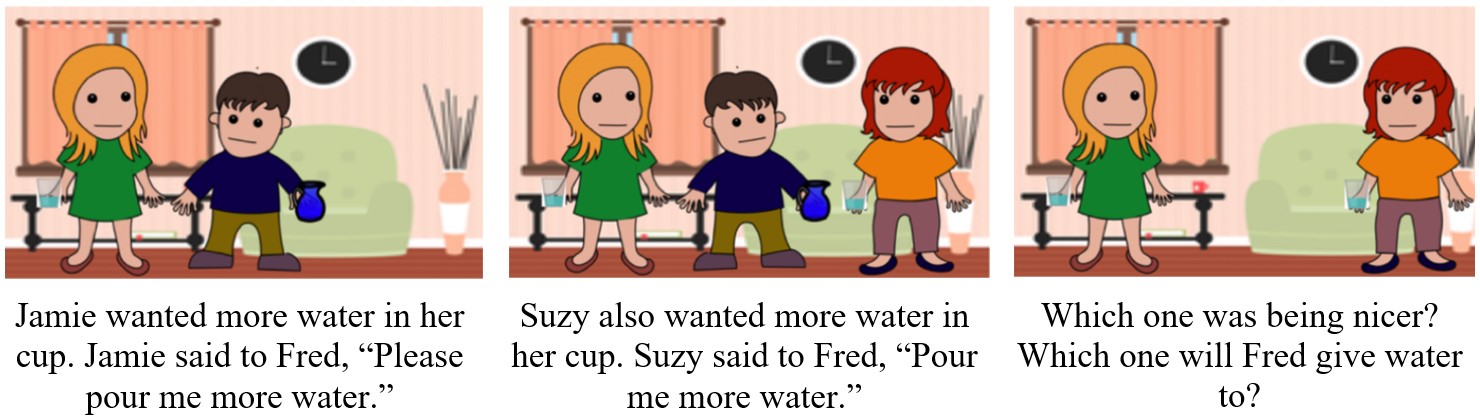 Jamie wanted more water in her
cup. Jamie said to Fred, “Please
pour me more water.”
Suzy also wanted more water in
her cup. Suzy said to Fred, “Pour
me more water.”
Which one was being nicer?
Which one will Fred give water
to?